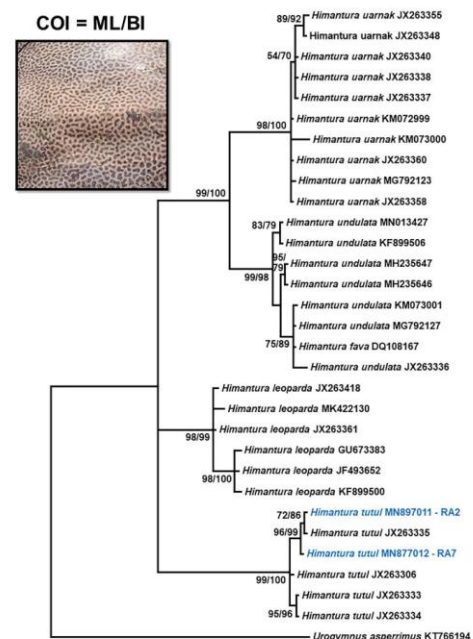 COI = ML/BI
89/92
Himantura uarnak JX263355
Himantura uarnak JX263348
54/70
Himantura uarnak JX263340
Himantura uarnak JX263338
Himantura uarnak JX263337
98/100
Himantura uarnak KM072999
Himantura uarnak KM073000
Himantura uarnak JX263360
Himantura uarnak MG792123
Himantura uarnak JX263358
99/100
83/79
Himantura undulata MN013427
Himantura undulata KF899506
95/
79
Himantura undulata MH235647
99/98
Himantura undulata MH235646
Himantura undulata KM073001
Himantura undulata MG792127
75/89
Himantura fava DQ108167
Himantura undulata JX263336
Himantura leoparda JX263418
Himantura leoparda MK422130
98/99
Himantura leoparda JX263361
Himantura leoparda GU673383
98/100
Himantura leoparda JF493652
Himantura leoparda KF899500
72/86
Himantura tutul MN897011 - RA2
96/99
Himantura tutul JX263335
Himantura tutul MN877012 - RA7
99/100
Himantura tutul JX263306
Himantura tutul JX263333
95/96
Himantura tutul JX263334
Urogymnus asperrimus KT766194